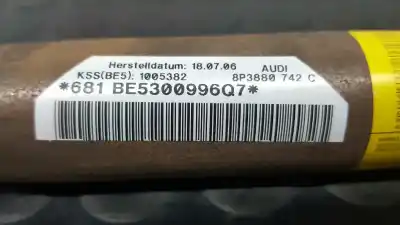 Herstelldatum: 18.07.06 AUDI
KSS(BE5): 1005382 8P3880 742 C
*681 BE5300996Q7*